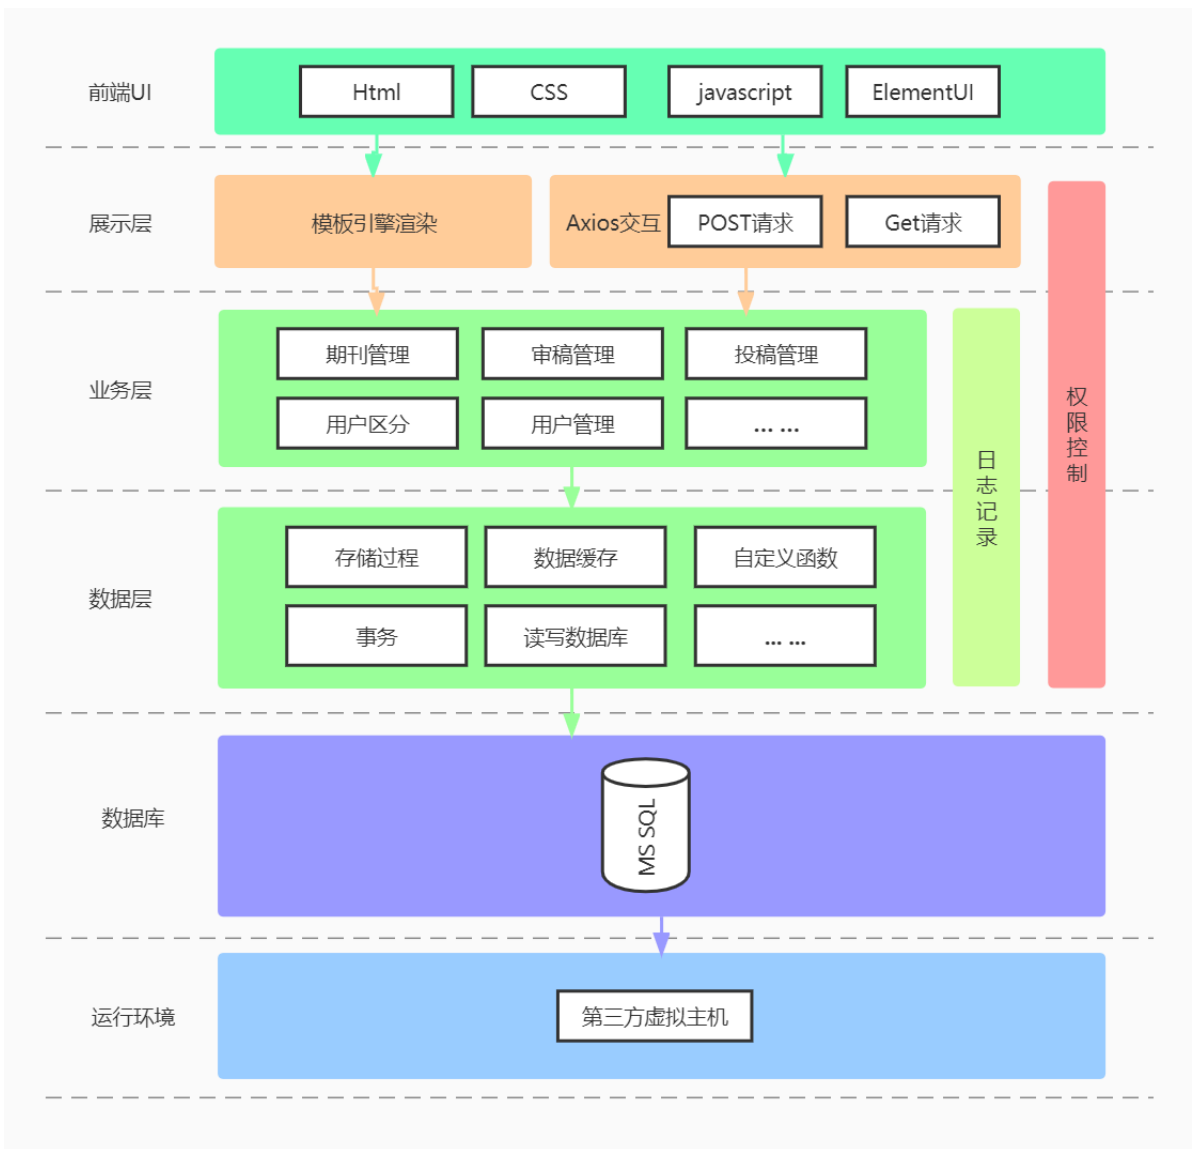 前端UI
Html
CSS
javascript
ElementUI
展示层
模板引擎渲染
Axios交互
POST请求
Get请求
业务层
期刊管理
审稿管理
投稿管理
用户区分
用户管理
... ...
权限控制
日志记录
数据层
存储过程
数据缓存
自定义函数
事务
读写数据库
... ...
数据库
MS SQL
运行环境
第三方虚拟主机